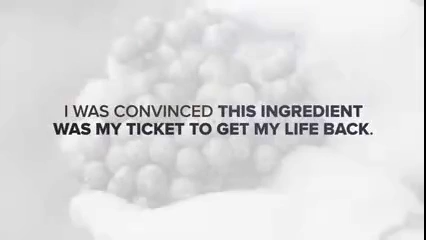 I WAS CONVINCED THIS INGREDIENT
WAS MY TICKET TO GET MY LIFE BACK.